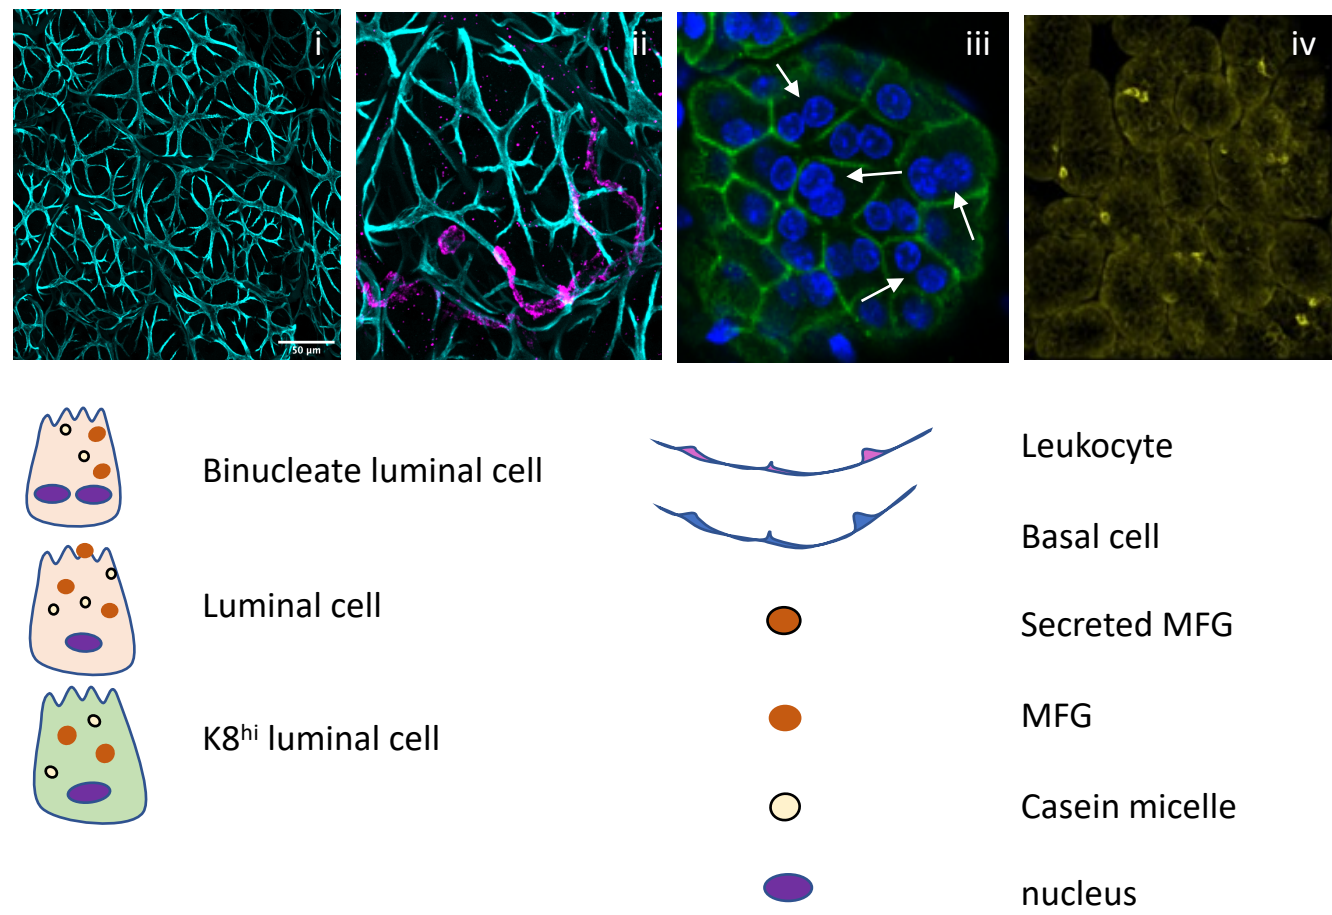 i
ii
iii
iv
50 μm
Binucleate luminal cell
Luminal cell
K8ʰⁱ luminal cell
Leukocyte
Basal cell
Secreted MFG
MFG
Casein micelle
nucleus